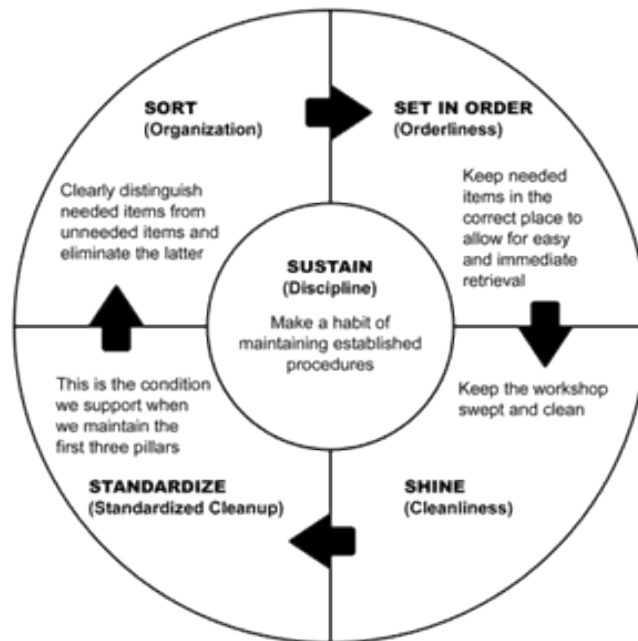 SORT
(Organization)
Clearly distinguish
needed items from
unneeded items and
eliminate the latter
SET IN ORDER
(Orderliness)
Keep needed
items in the
correct place to
allow for easy
and immediate
retrieval
SUSTAIN
(Discipline)
Make a habit of
maintaining established
procedures
Keep the workshop
swept and clean
SHINE
(Cleanliness)
This is the condition
we support when
we maintain the
first three pillars
STANDARDIZE
(Standardized Cleanup)